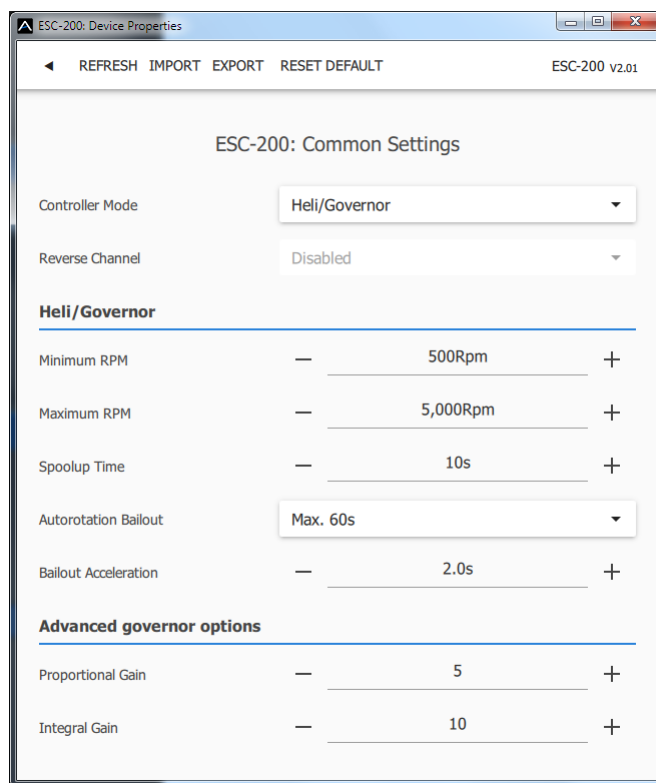 ESC-200: Device Properties
REFRESH IMPORT EXPORT RESET DEFAULT ESC-200 V2.01
ESC-200: Common Settings
Controller Mode Heli/Governor
Reverse Channel Disabled
Heli/Governor
Minimum RPM — 500Rpm +
Maximum RPM — 5,000Rpm +
Spoolup Time — 10s +
Autorotation Bailout Max. 60s
Bailout Acceleration — 2.0s +
Advanced governor options
Proportional Gain — 5 +
Integral Gain — 10 +